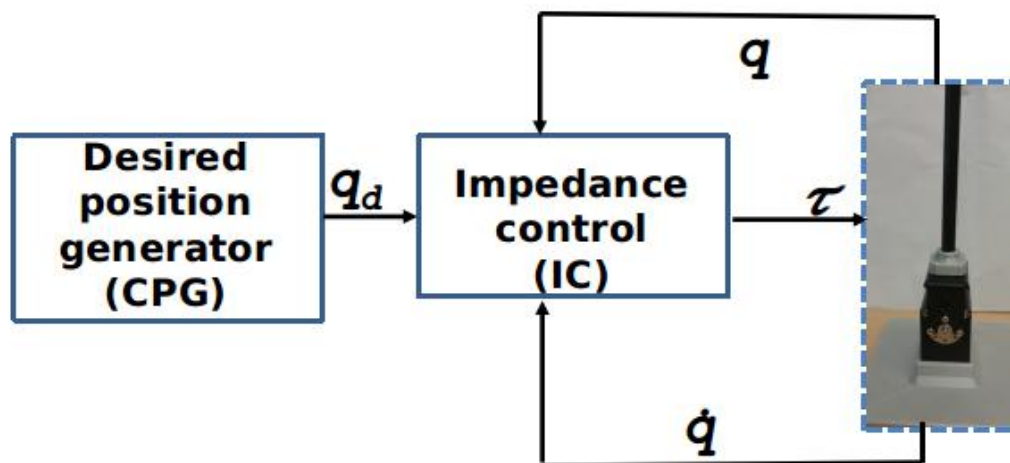 q
Desired
position
generator
(CPG)
q_d
Impedance
control
(IC)
τ
q̇